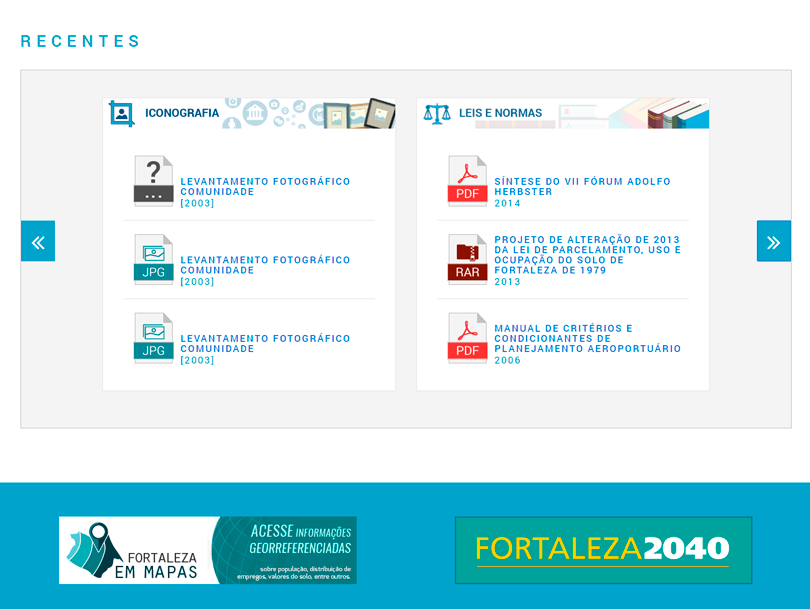 RECENTES
ICONOGRAFIA
?
...
LEVANTAMENTO FOTOGRÁFICO
COMUNIDADE
[2003]
JPG
LEVANTAMENTO FOTOGRÁFICO
COMUNIDADE
[2003]
JPG
LEVANTAMENTO FOTOGRÁFICO
COMUNIDADE
[2003]
LEIS E NORMAS
PDF
SÍNTESE DO VII FÓRUM ADOLFO
HERBSTER
2014
RAR
PROJETO DE ALTERAÇÃO DE 2013
DA LEI DE PARCELAMENTO, USO E
OCUPAÇÃO DO SOLO DE
FORTALEZA DE 1979
2013
PDF
MANUAL DE CRITÉRIOS E
CONDICIONANTES DE
PLANEJAMENTO AEROPORTUÁRIO
2006
FORTALEZA
EM MAPAS
ACESSE INFORMAÇÕES
GEORREFERENCIADAS
sobre população, distribuição de
empregos, valores do solo, entre outros.
FORTALEZA2040